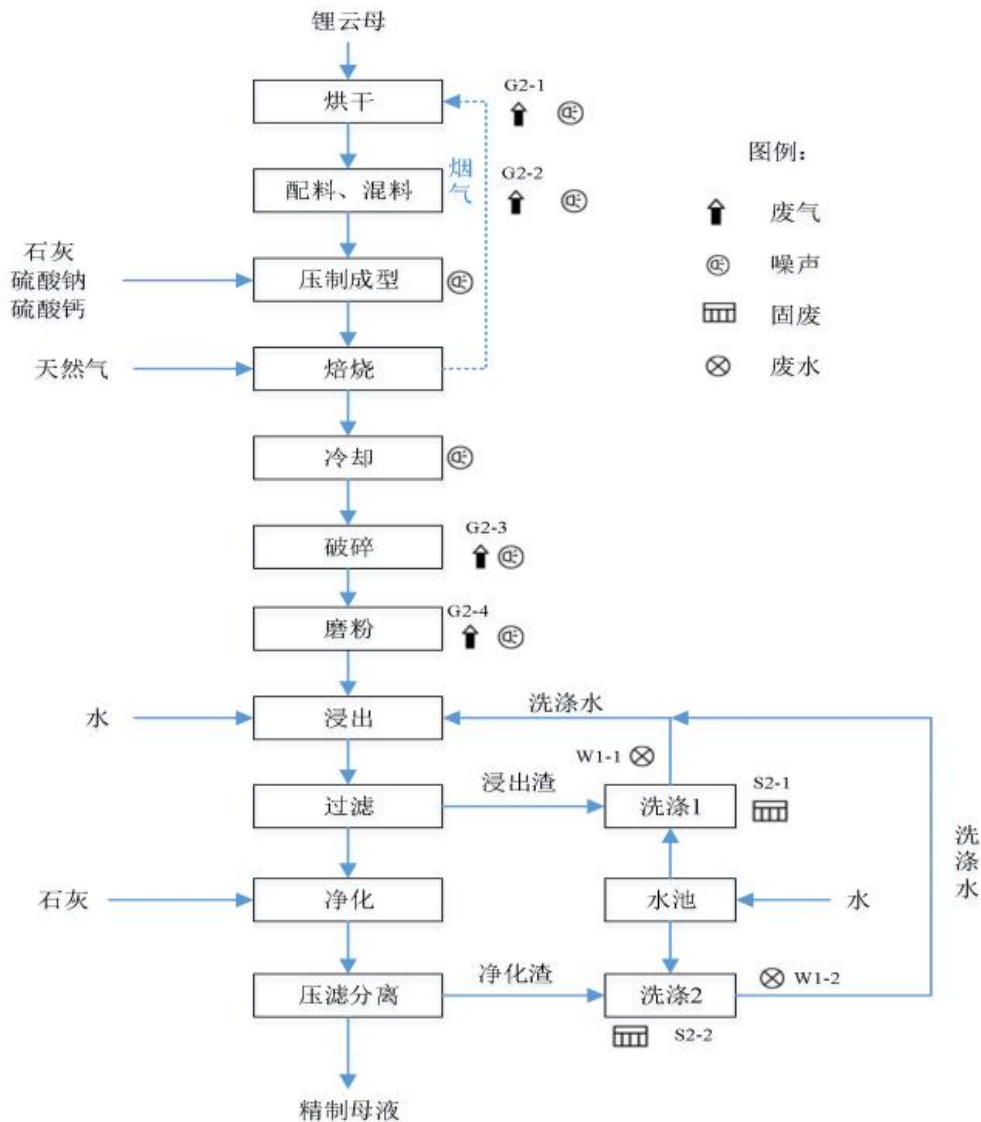 锂云母
烘干
G2-1
配料、混料
烟
气
G2-2
图例：
废气
噪声
固废
废水
石灰
硫酸钠
硫酸钙
压制成型
天然气
焙烧
冷却
破碎
G2-3
磨粉
G2-4
水
浸出
洗涤水
W1-1
过滤
浸出渣
洗涤1
S2-1
洗
涤
水
石灰
净化
水池
水
压滤分离
净化渣
洗涤2
W1-2
S2-2
精制母液